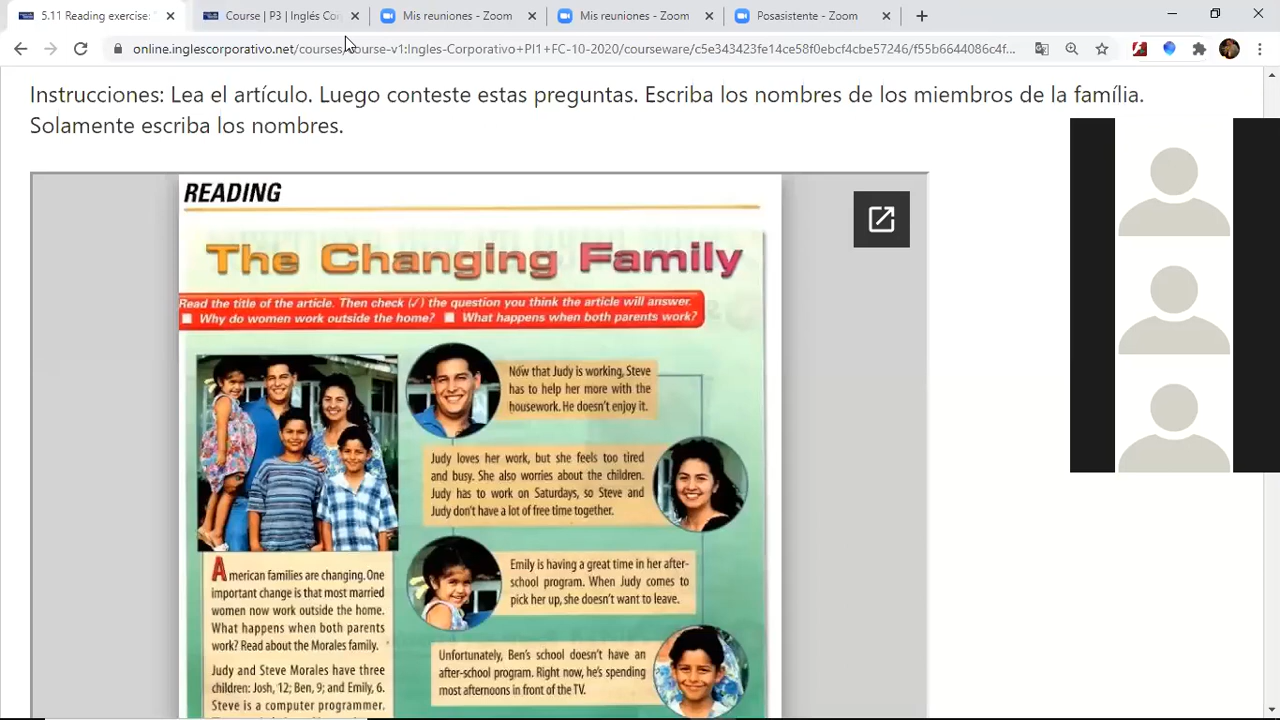 5.11 Reading exercise:
Course | P3 | Inglés Cor
Mis reuniones - Zoom
Mis reuniones - Zoom
Posasistente - Zoom
online.inglescorporativo.net/courses/course-v1:Ingles-Corporativo+PI1+FC-10-2020/courseware/c5e343423fe14ce58f0ebcf4cbe57246/f55b6644086c4f...
Instrucciones: Lea el artículo. Luego conteste estas preguntas. Escriba los nombres de los miembros de la família.
Solamente escriba los nombres.
READING
The Changing Family
Read the title of the article. Then check (✓) the question you think the article will answer.
Why do women work outside the home? What happens when both parents work?
Now that Judy is working, Steve
has to help her more with the
housework. He doesn't enjoy it.
Judy loves her work, but she feels too tired
and busy. She also worries about the children.
Judy has to work on Saturdays, so Steve and
Judy don't have a lot of free time together.
Emily is having a great time in her after-
school program. When Judy comes to
pick her up, she doesn't want to leave.
Unfortunately, Ben's school doesn't have an
after-school program. Right now, he's spending
most afternoons in front of the TV.
American families are changing. One
important change is that most married
women now work outside the home.
What happens when both parents
work? Read about the Morales family.
Judy and Steve Morales have three
children: Josh, 12; Ben, 9; and Emily, 6.
Steve is a computer programmer.